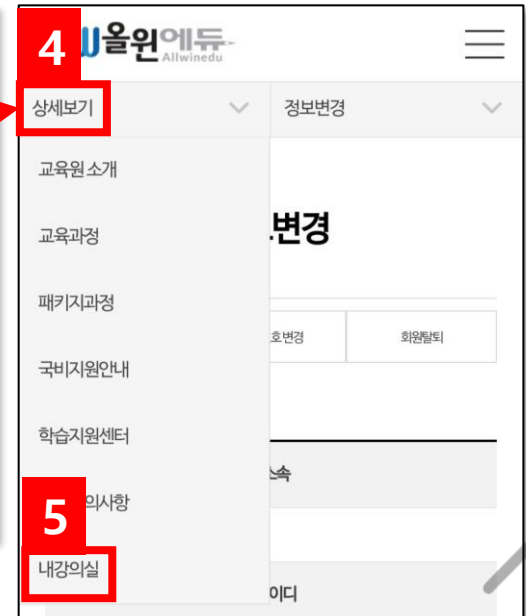 4
올윈에듀
Allwinedu
상세보기 정보변경
교육원 소개
교육과정
변경
패키지과정
호변경 회원탈퇴
국비지원안내
학습지원센터
소속
5
의사항
내강의실
이디